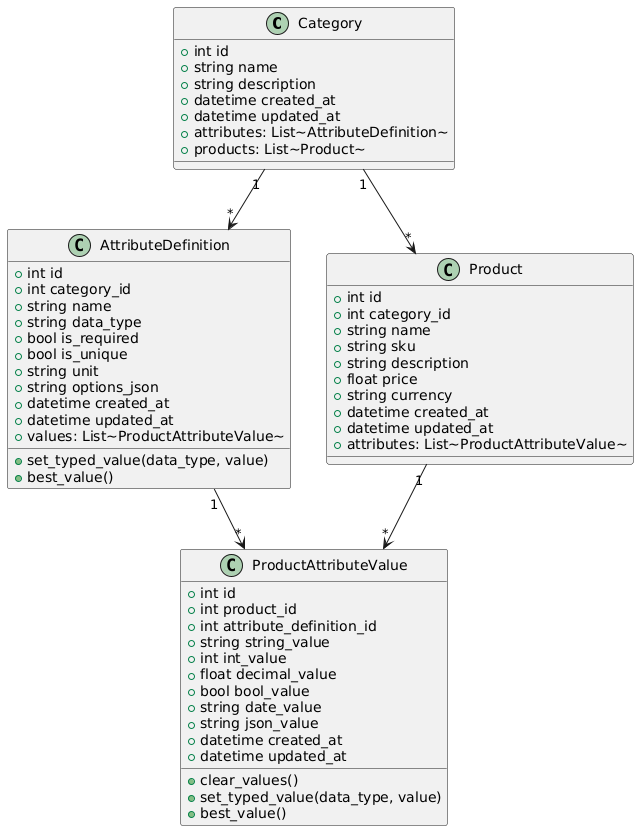 C Category
int id
string name
string description
datetime created_at
datetime updated_at
attributes: List~AttributeDefinition~
products: List~Product~
1
1
*
*
C AttributeDefinition
int id
int category_id
string name
string data_type
bool is_required
bool is_unique
string unit
string options_json
datetime created_at
datetime updated_at
values: List~ProductAttributeValue~
set_typed_value(data_type, value)
best_value()
C Product
int id
int category_id
string name
string sku
string description
float price
string currency
datetime created_at
datetime updated_at
attributes: List~ProductAttributeValue~
1
1
*
*
C ProductAttributeValue
int id
int product_id
int attribute_definition_id
string string_value
int int_value
float decimal_value
bool bool_value
string date_value
string json_value
datetime created_at
datetime updated_at
clear_values()
set_typed_value(data_type, value)
best_value()